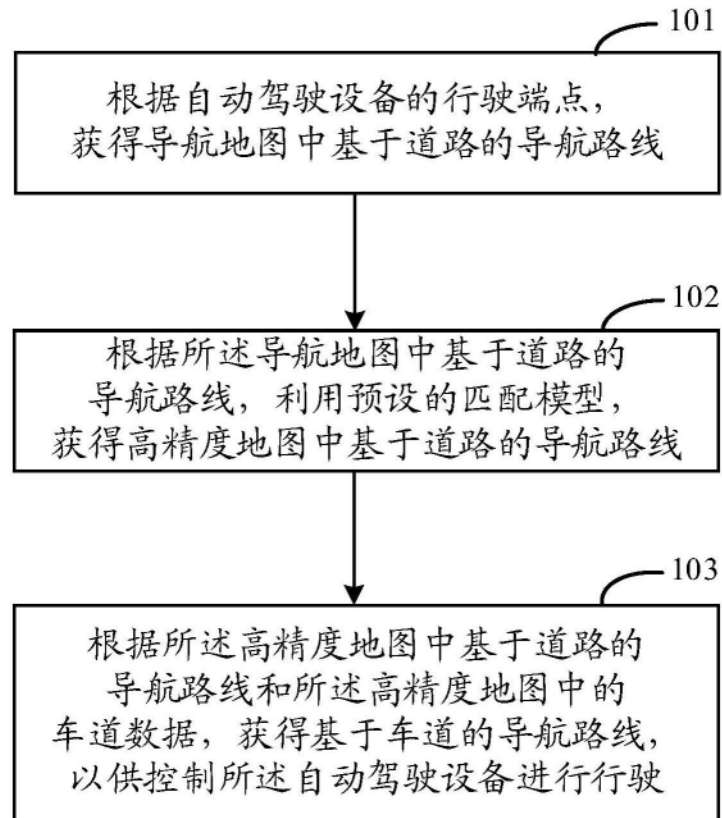 101
根据自动驾驶设备的行驶端点，
获得导航地图中基于道路的导航路线
102
根据所述导航地图中基于道路的
导航路线，利用预设的匹配模型，
获得高精度地图中基于道路的导航路线
103
根据所述高精度地图中基于道路的
导航路线和所述高精度地图中的
车道数据，获得基于车道的导航路线，
以供控制所述自动驾驶设备进行行驶